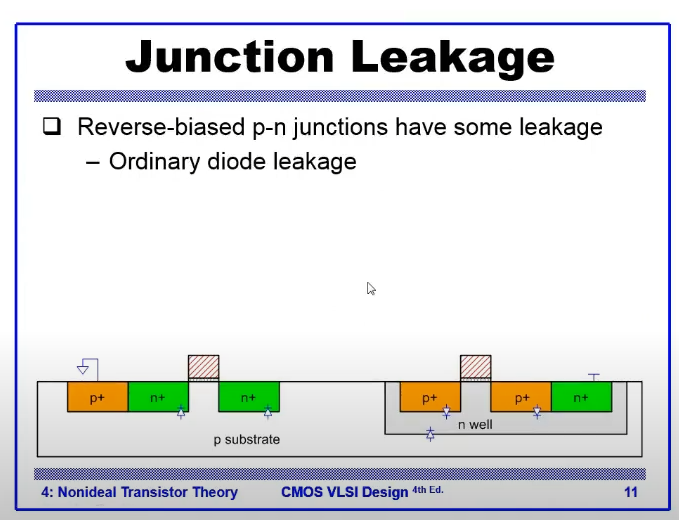 Junction Leakage
❑ Reverse-biased p-n junctions have some leakage
– Ordinary diode leakage
p+ n+ n+ p+ p+ n+
n well
p substrate
4: Nonideal Transistor Theory CMOS VLSI Design 4th Ed. 11